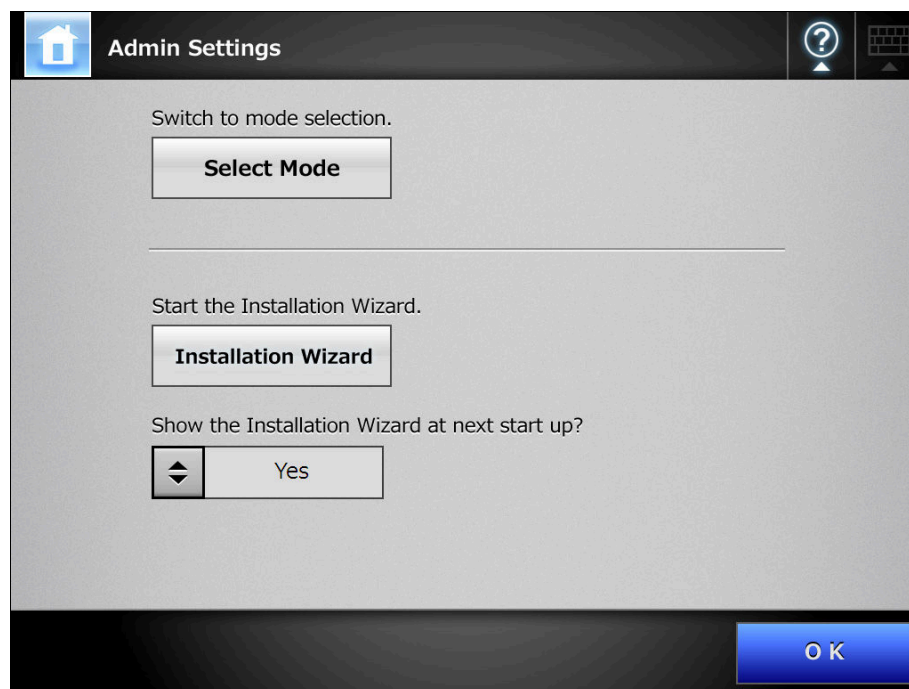 Admin Settings
?
Switch to mode selection.
Select Mode
Start the Installation Wizard.
Installation Wizard
Show the Installation Wizard at next start up?
Yes
OK